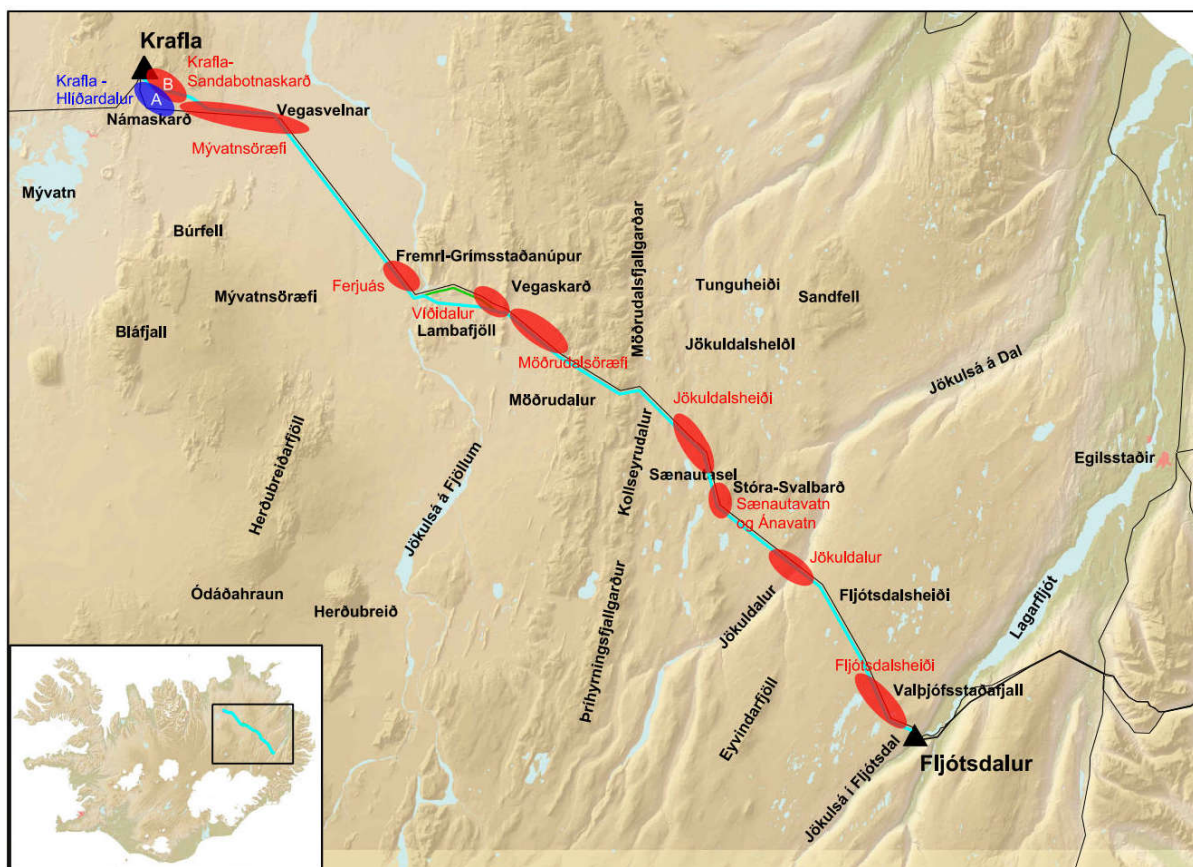 Krafla
Krafla-
Sandabotnaskarð
Krafla -
Hlíðardalur
B
A
Námaskarð
Vegasvelnar
Mývatnsöræfi
Mývatn
Búrfell
Fremrl-Grímsstaðanúpur
Ferjuás
Vegaskarð
Mývatnsöræfi
Víðidalur
Lambafjöll
Bláfjall
Möðrudalsfjallgarðar
Tunguheiði
Sandfell
Jökuldalsheiðl
Möðrudalsöræfi
Jökulsá á Dal
Möðrudalur
Jökuldalsheiði
Herðubreiðarfjöll
Jökulsá á Fjöllum
Kollseyrudalur
Sænautasel
Stóra-Svalbarð
Sænautavatn
og Ánavatn
Egilsstaðir
Jökuldalur
Ódáðahraun
Herðubreið
Þríhyrningsfjallgarður
Jökuldalur
Fljótsdalsheiði
Lagarfljót
Fljótsdalsheiði
Valþjófsstaðafjall
Eyvindarfjöll
Jökulsá í Fljótsdal
Fljótsdalur